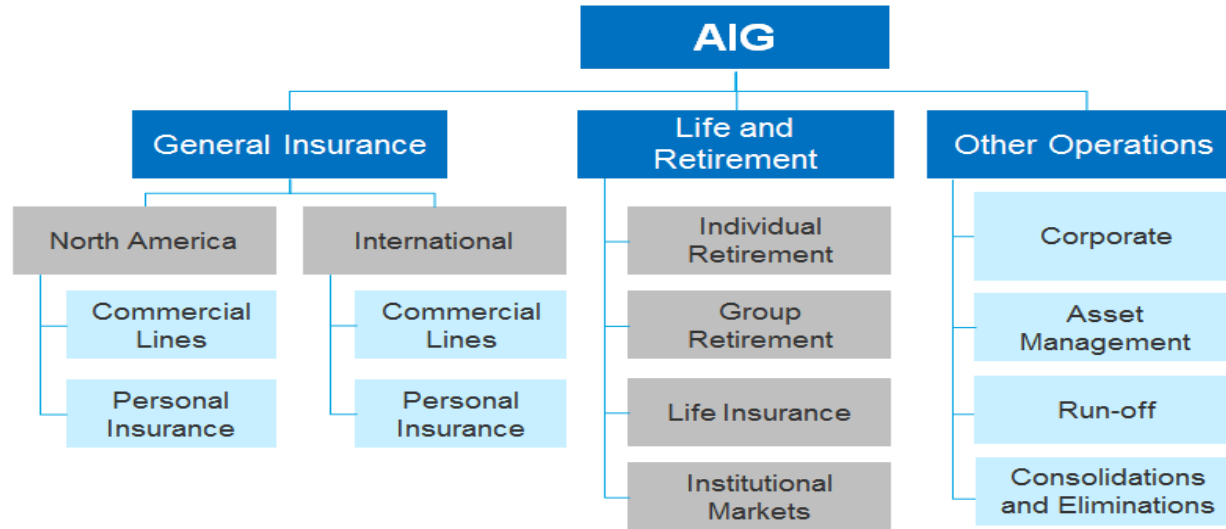 AIG
General Insurance
Life and
Retirement
Other Operations
North America
International
Commercial
Lines
Personal
Insurance
Commercial
Lines
Personal
Insurance
Individual
Retirement
Group
Retirement
Life Insurance
Institutional
Markets
Corporate
Asset
Management
Run-off
Consolidations
and Eliminations